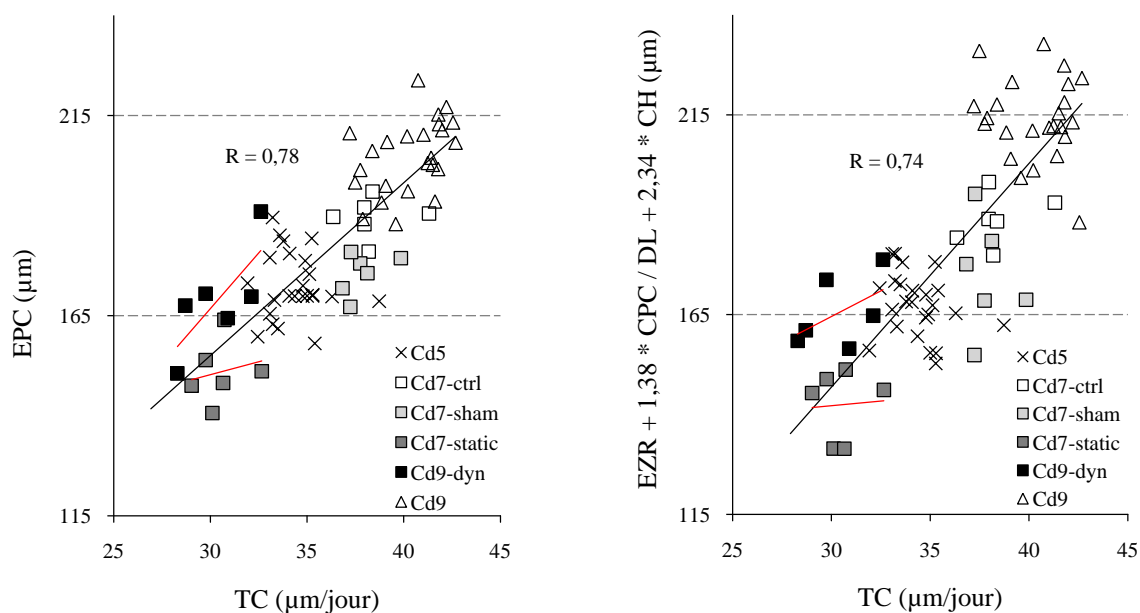 EPC (µm)
215
165
115
R = 0,78
Cd5
Cd7-ctrl
Cd7-sham
Cd7-static
Cd9-dyn
Cd9
25 30 35 40 45
TC (µm/jour)
EZR + 1,38 * CPC / DL + 2,34 * CH (µm)
215
165
115
R = 0,74
Cd5
Cd7-ctrl
Cd7-sham
Cd7-static
Cd9-dyn
Cd9
25 30 35 40 45
TC (µm/jour)